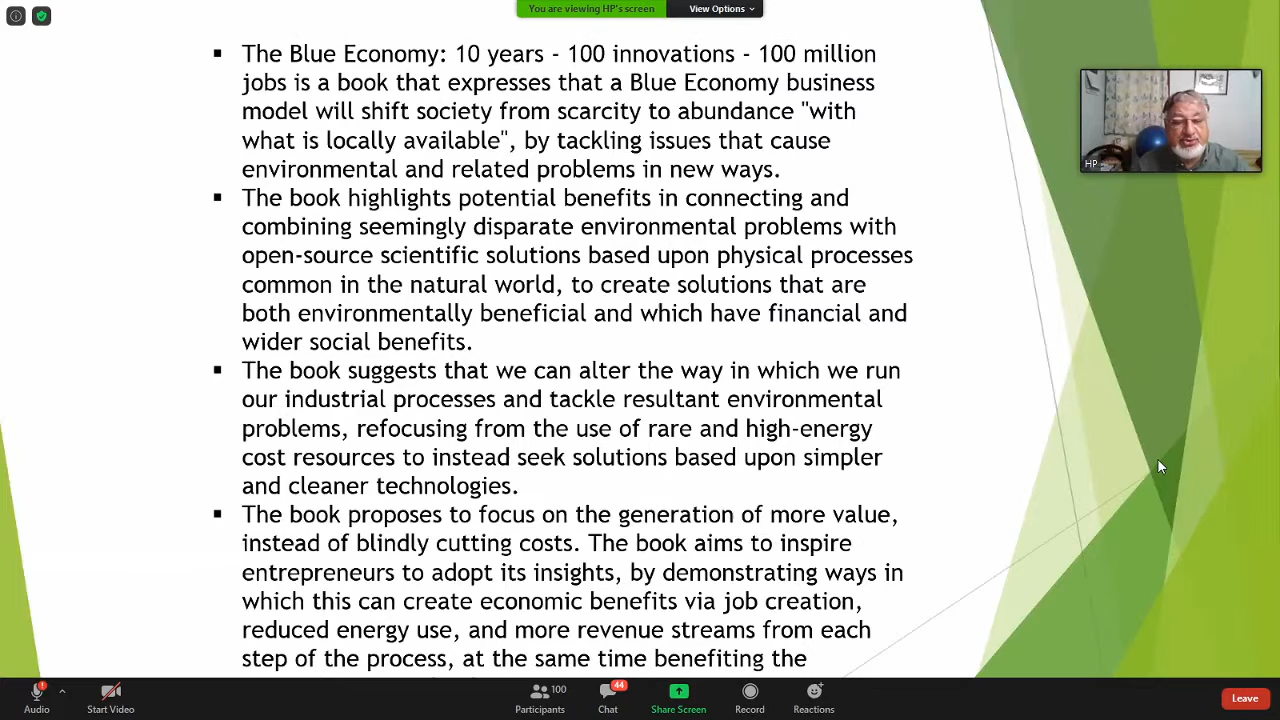 You are viewing HP's screen
View Options
▪ The Blue Economy: 10 years - 100 innovations - 100 million
jobs is a book that expresses that a Blue Economy business
model will shift society from scarcity to abundance "with
what is locally available", by tackling issues that cause
environmental and related problems in new ways.
▪ The book highlights potential benefits in connecting and
combining seemingly disparate environmental problems with
open-source scientific solutions based upon physical processes
common in the natural world, to create solutions that are
both environmentally beneficial and which have financial and
wider social benefits.
▪ The book suggests that we can alter the way in which we run
our industrial processes and tackle resultant environmental
problems, refocusing from the use of rare and high-energy
cost resources to instead seek solutions based upon simpler
and cleaner technologies.
▪ The book proposes to focus on the generation of more value,
instead of blindly cutting costs. The book aims to inspire
entrepreneurs to adopt its insights, by demonstrating ways in
which this can create economic benefits via job creation,
reduced energy use, and more revenue streams from each
step of the process, at the same time benefiting the
HP
Audio
Start Video
Participants
100
Chat
44
Share Screen
Record
Reactions
Leave